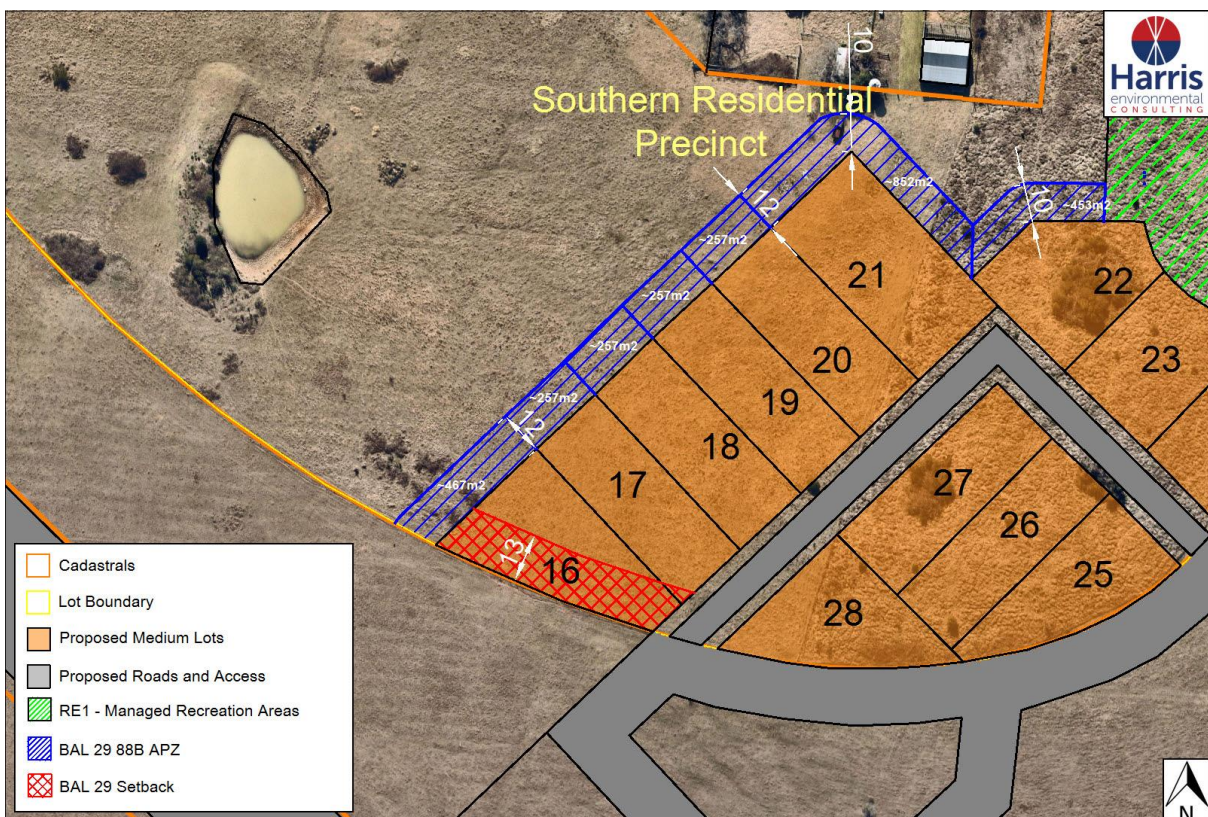 Harris
environmental
CONSULTING
10
Southern Residential
Precinct
~852m2
10
~453m2
12
~257m2
~257m2
~257m2
~257m2
12
~467m2
21
22
20
23
19
18
17
27
26
16
13
25
28
Cadastrals
Lot Boundary
Proposed Medium Lots
Proposed Roads and Access
RE1 - Managed Recreation Areas
BAL 29 88B APZ
BAL 29 Setback
N